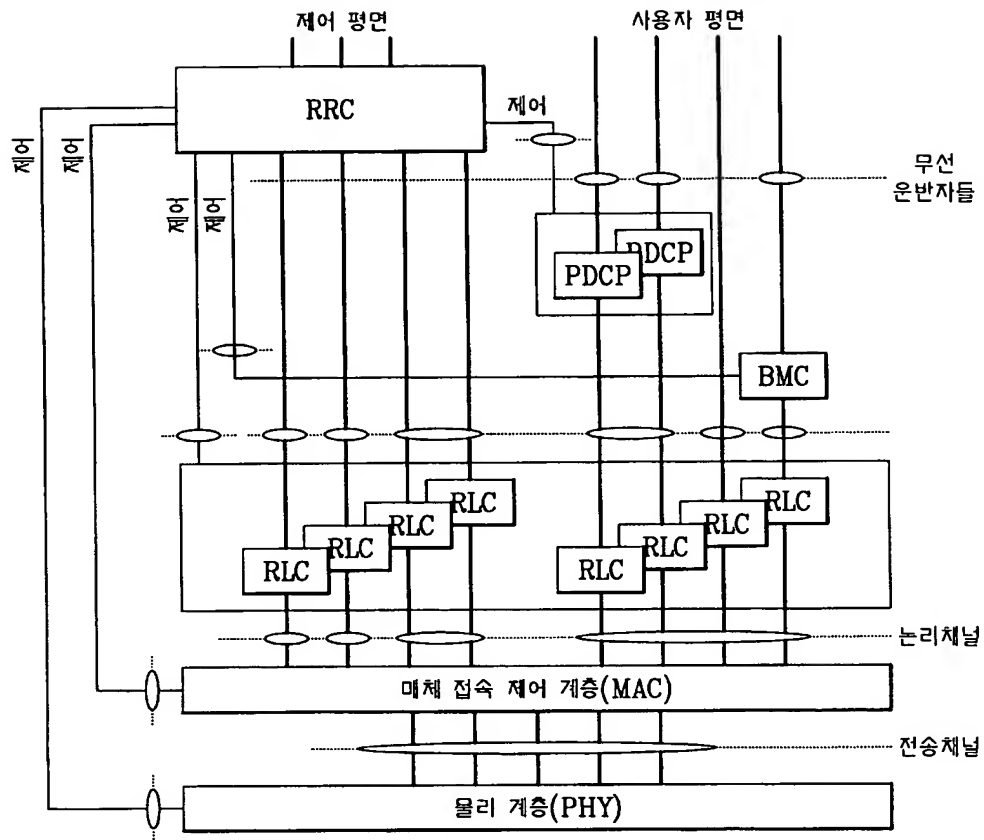 제어 평면
사용자 평면
RRC
제어
제어
제어
무선
운반자들
제어
제어
PDCP
PDCP
BMC
RLC
RLC
RLC
RLC
RLC
RLC
RLC
RLC
논리채널
매체 접속 제어 계층(MAC)
전송채널
물리 계층(PHY)